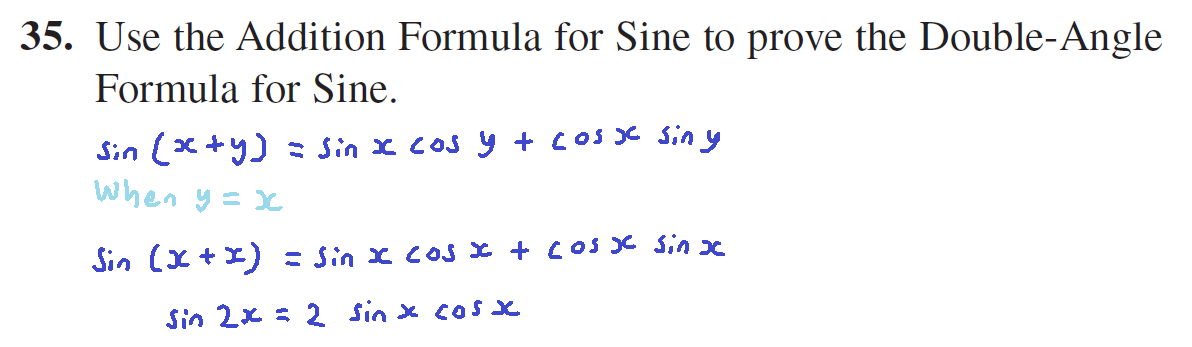 35. Use the Addition Formula for Sine to prove the Double-Angle
Formula for Sine.
sin (x+y) = sin x cos y + cos x sin y
When y = x
sin (x+x) = sin x cos x + cos x sin x
sin 2x = 2 sin x cos x